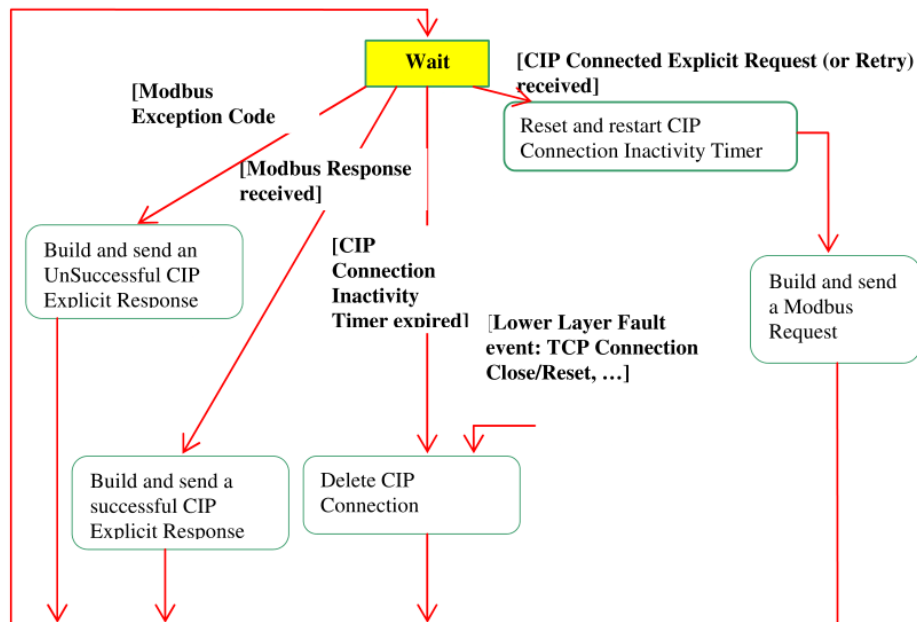 Wait
[CIP Connected Explicit Request (or Retry)
received]
[Modbus
Exception Code
Reset and restart CIP
Connection Inactivity Timer
[Modbus Response
received]
Build and send an
UnSuccessful CIP
Explicit Response
[CIP
Connection
Inactivity
Timer expired]
Build and send
a Modbus
Request
[Lower Layer Fault
event: TCP Connection
Close/Reset, …]
Build and send a
successful CIP
Explicit Response
Delete CIP
Connection